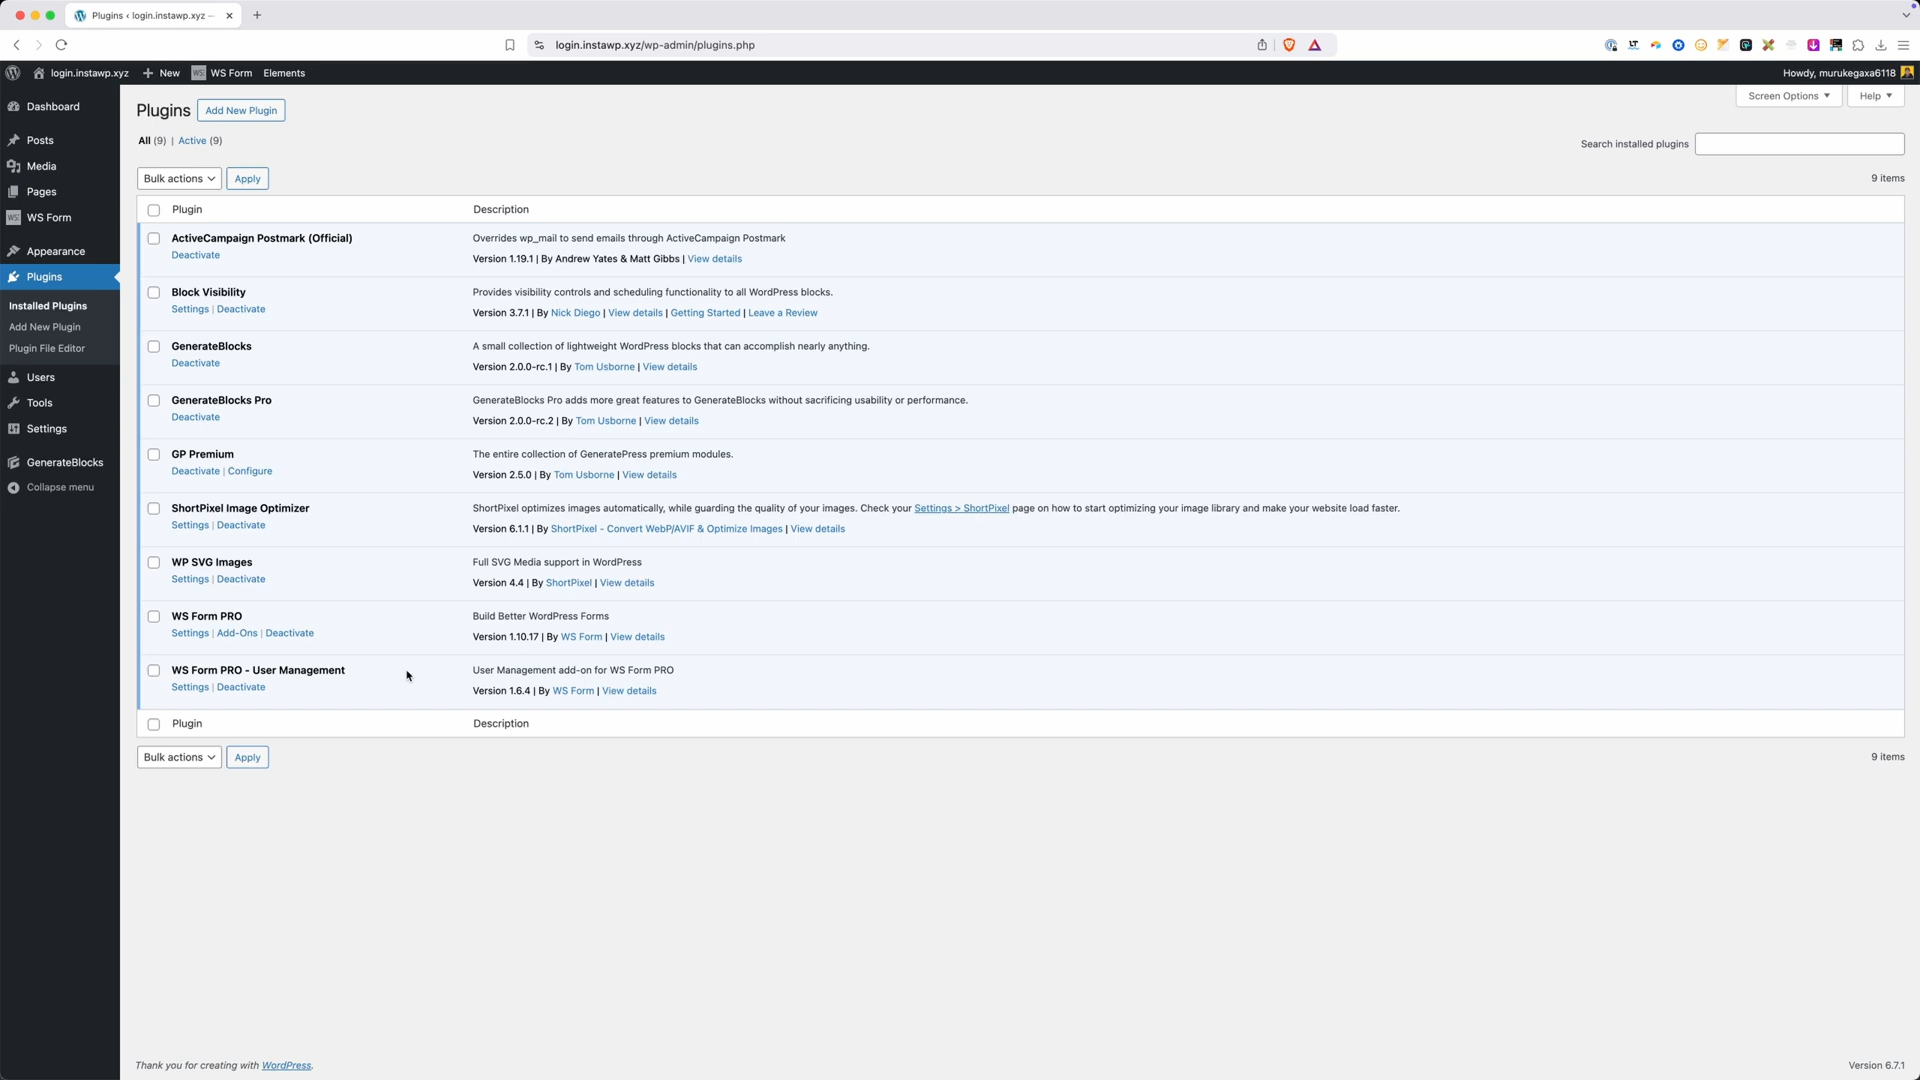 Plugins ‹ login.instawp.xyz —
login.instawp.xyz/wp-admin/plugins.php
login.instawp.xyz
New
WS Form
Elements
Howdy, murukegaxa6118
Dashboard
Posts
Media
Pages
WS Form
Appearance
Plugins
Installed Plugins
Add New Plugin
Plugin File Editor
Users
Tools
Settings
GenerateBlocks
Collapse menu
Plugins Add New Plugin
Screen Options Help
All (9) | Active (9)
Search installed plugins
Bulk actions Apply
9 items
Plugin Description
ActiveCampaign Postmark (Official)
Deactivate
Overrides wp_mail to send emails through ActiveCampaign Postmark
Version 1.19.1 | By Andrew Yates & Matt Gibbs | View details
Block Visibility
Settings | Deactivate
Provides visibility controls and scheduling functionality to all WordPress blocks.
Version 3.7.1 | By Nick Diego | View details | Getting Started | Leave a Review
GenerateBlocks
Deactivate
A small collection of lightweight WordPress blocks that can accomplish nearly anything.
Version 2.0.0-rc.1 | By Tom Usborne | View details
GenerateBlocks Pro
Deactivate
GenerateBlocks Pro adds more great features to GenerateBlocks without sacrificing usability or performance.
Version 2.0.0-rc.2 | By Tom Usborne | View details
GP Premium
Deactivate | Configure
The entire collection of GeneratePress premium modules.
Version 2.5.0 | By Tom Usborne | View details
ShortPixel Image Optimizer
Settings | Deactivate
ShortPixel optimizes images automatically, while guarding the quality of your images. Check your Settings > ShortPixel page on how to start optimizing your image library and make your website load faster.
Version 6.1.1 | By ShortPixel - Convert WebP/AVIF & Optimize Images | View details
WP SVG Images
Settings | Deactivate
Full SVG Media support in WordPress
Version 4.4 | By ShortPixel | View details
WS Form PRO
Settings | Add-Ons | Deactivate
Build Better WordPress Forms
Version 1.10.17 | By WS Form | View details
WS Form PRO - User Management
Settings | Deactivate
User Management add-on for WS Form PRO
Version 1.6.4 | By WS Form | View details
Plugin Description
Bulk actions Apply
9 items
Thank you for creating with WordPress.
Version 6.7.1